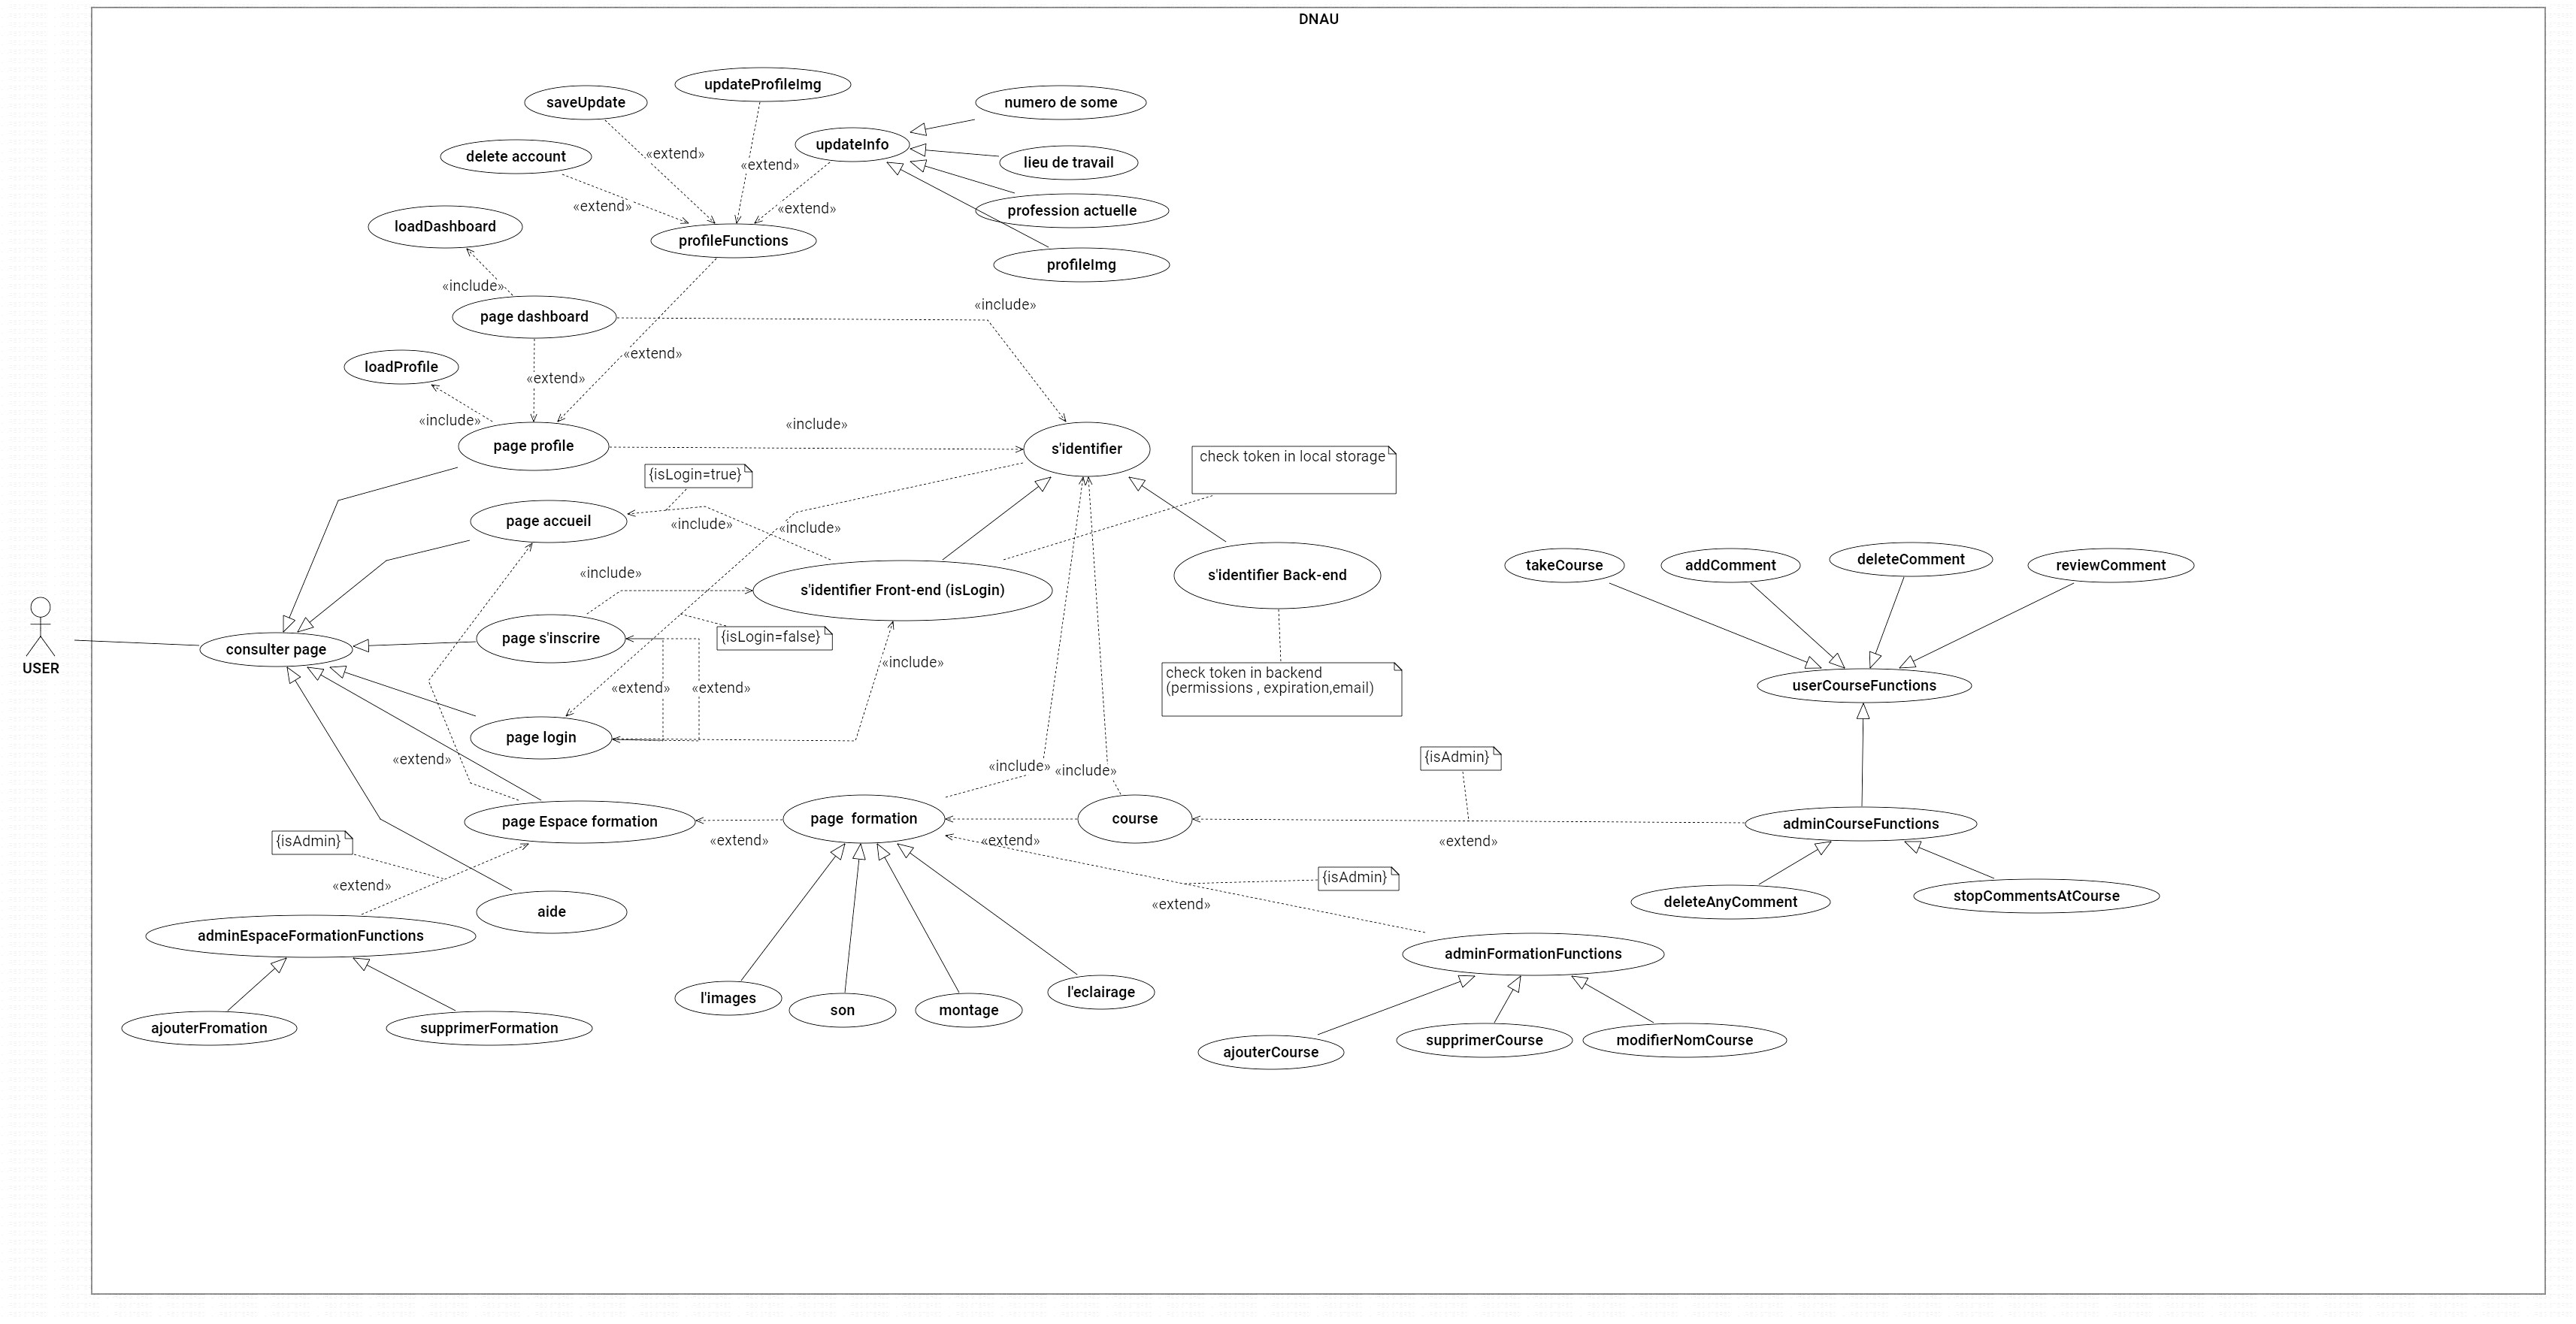 DNAU
updateProfileImg
saveUpdate
numero de some
updateInfo
delete account
«extend»
«extend»
lieu de travail
«extend»
«extend»
profession actuelle
loadDashboard
profileFunctions
profileImg
«include»
«include»
page dashboard
«extend»
loadProfile
«extend»
«include»
«include»
page profile
s'identifier
check token in local storage
{isLogin=true}
page accueil
«include»
«include»
takeCourse
addComment
deleteComment
reviewComment
«include»
s'identifier Front-end (isLogin)
s'identifier Back-end
page s'inscrire
{isLogin=false}
consulter page
USER
«include»
check token in backend
(permissions , expiration,email)
«extend»
«extend»
userCourseFunctions
page login
«extend»
«include»
«include»
{isAdmin}
page Espace formation
page  formation
course
adminCourseFunctions
{isAdmin}
«extend»
«extend»
«extend»
«extend»
{isAdmin}
deleteAnyComment
stopCommentsAtCourse
«extend»
aide
adminEspaceFormationFunctions
adminFormationFunctions
l'images
son
montage
l'eclairage
ajouterFromation
supprimerFormation
ajouterCourse
supprimerCourse
modifierNomCourse